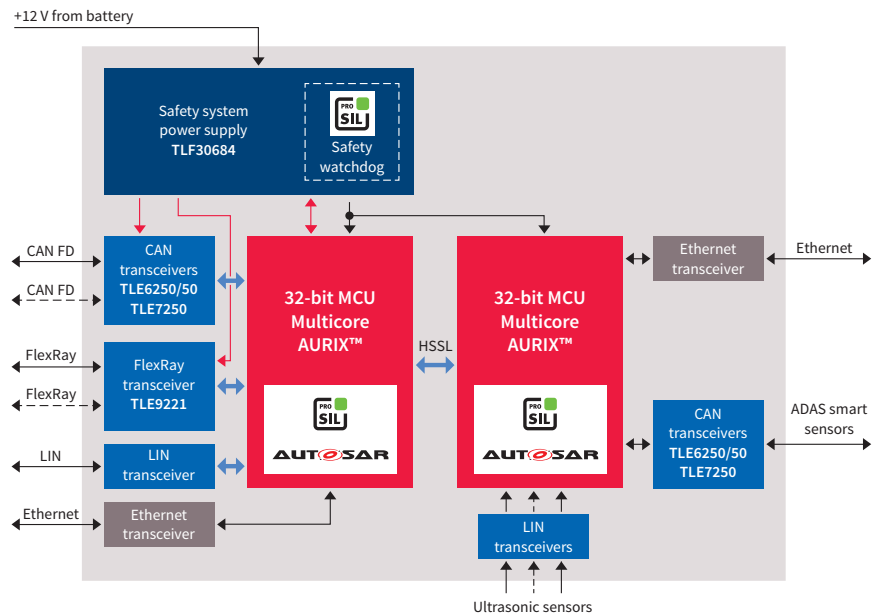 +12 V from battery
Safety system
power supply
TLF30684
PRO
SIL
Safety
watchdog
CAN FD
CAN FD
CAN
transceivers
TLE6250/50
TLE7250
FlexRay
FlexRay
FlexRay
transceiver
TLE9221
LIN
LIN
transceiver
Ethernet
Ethernet
transceiver
32-bit MCU
Multicore
AURIX™
PRO
SIL
AUTOSAR
HSSL
32-bit MCU
Multicore
AURIX™
PRO
SIL
AUTOSAR
Ethernet
transceiver
Ethernet
CAN
transceivers
TLE6250/50
TLE7250
ADAS smart
sensors
LIN
transceivers
Ultrasonic sensors